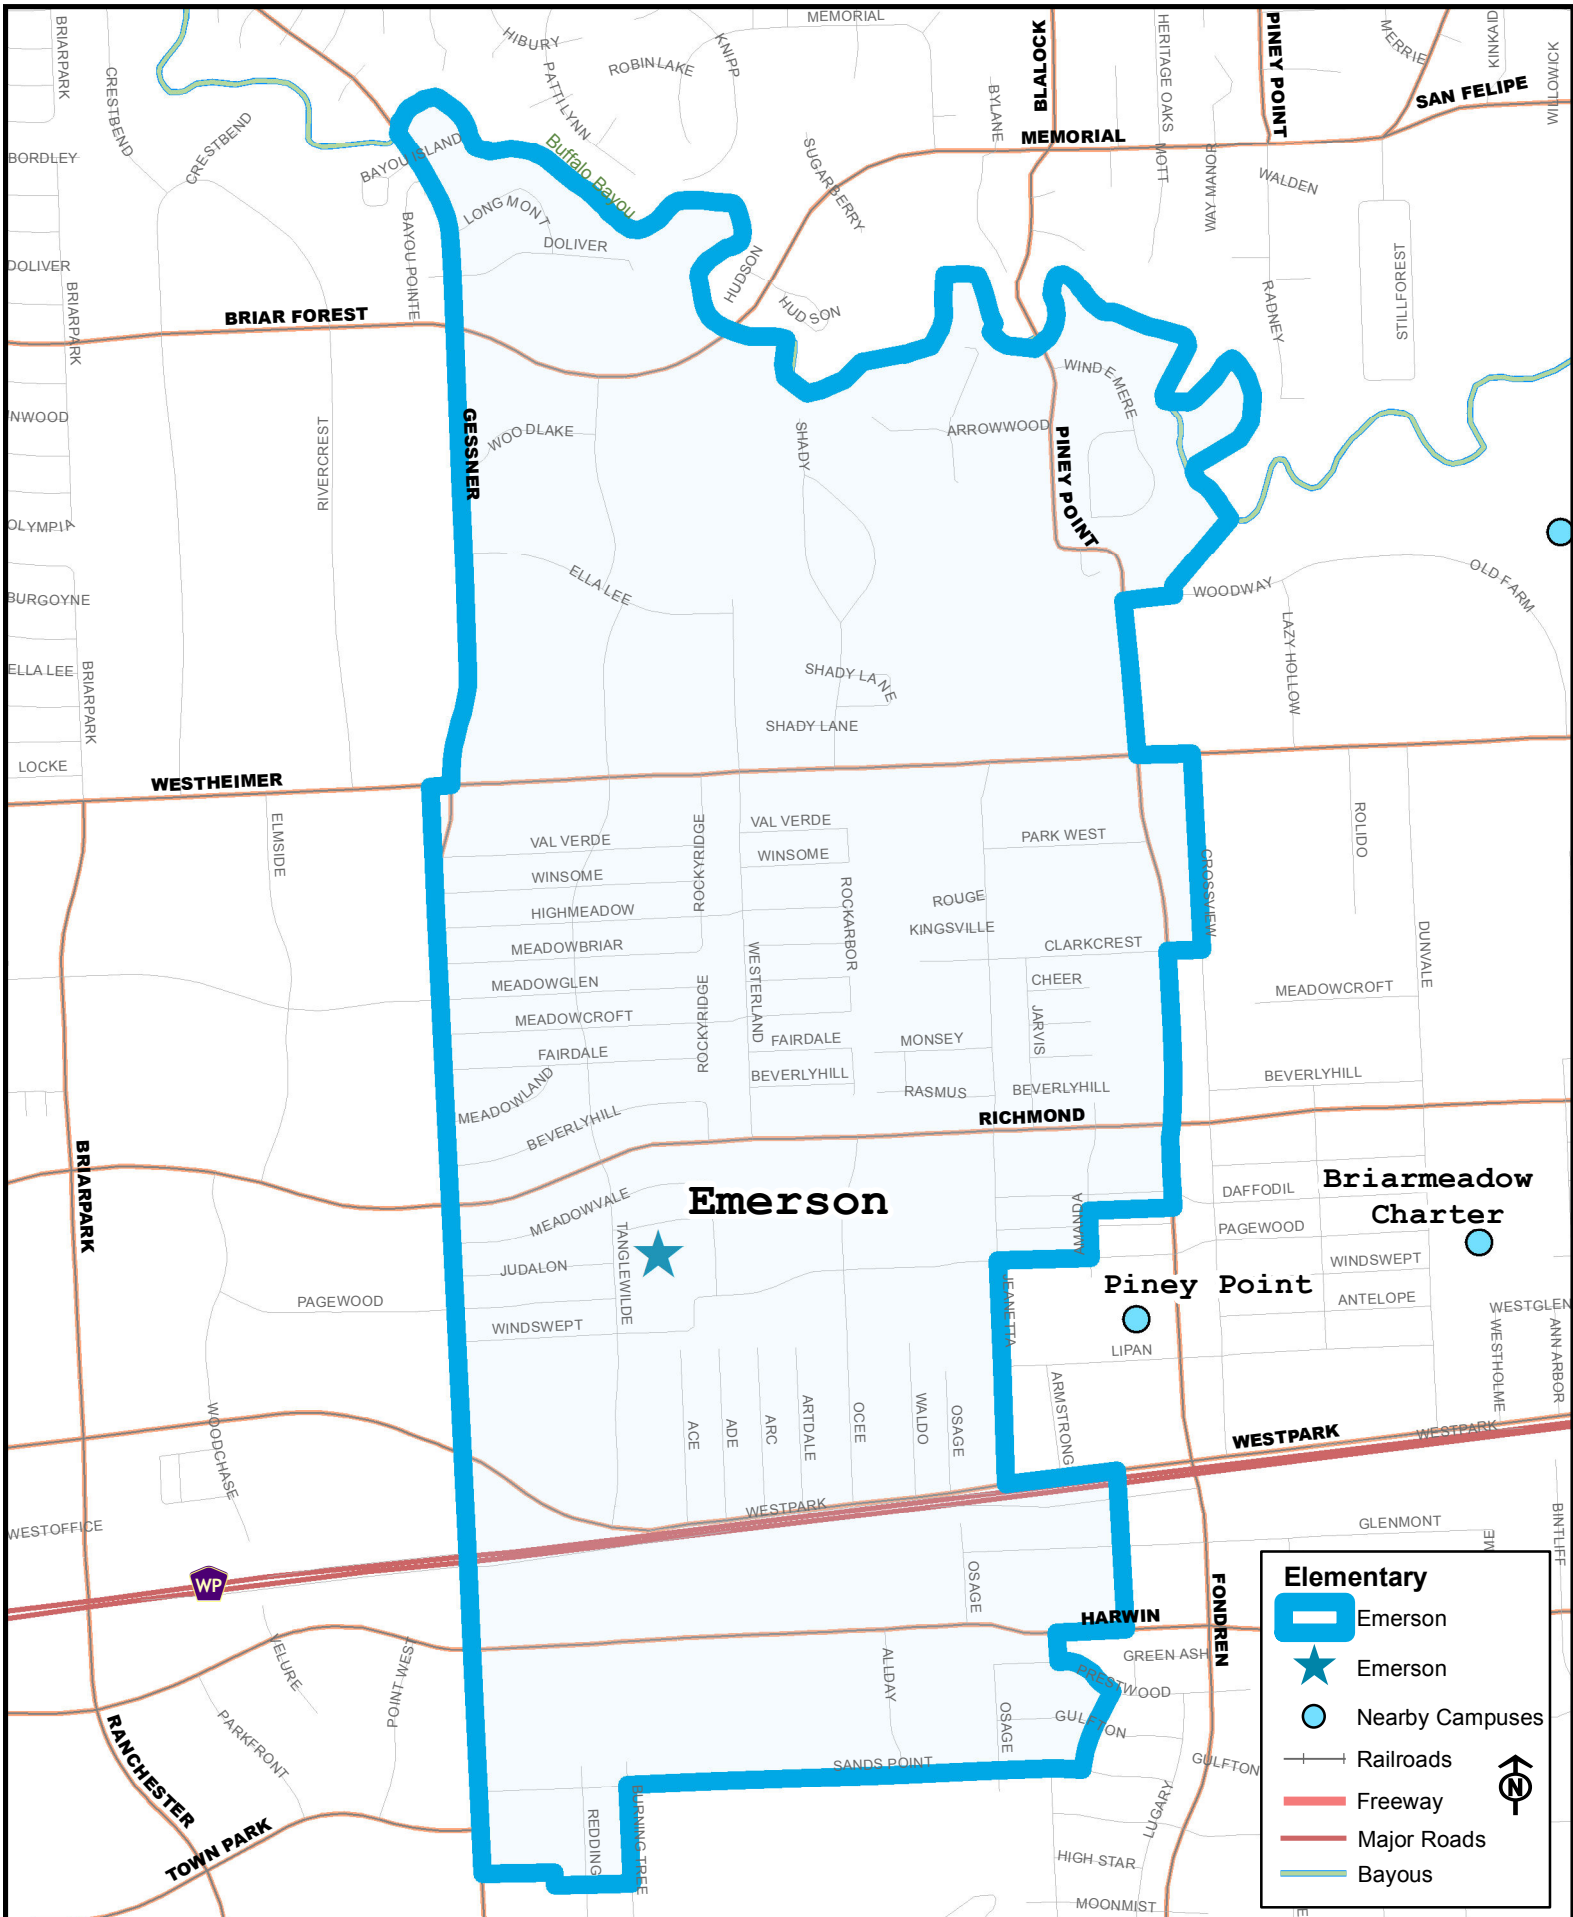 MEMORIAL
BRIARPARK
CRESTBEND
HIBURY
PATTI LYNN
ROBIN LAKE
KNIPP
BLALOCK
HERITAGE OAKS
PINEY POINT
MERRIE
KINKAID
WILLOWICK
SAN FELIPE
BYLANE
MEMORIAL
CRESTBEND
BORDLEY
BAYOU ISLAND
Buffalo Bayou
SUGARBERRY
MOTT
WAY MANOR
WALDEN
LONGMONT
DOLIVER
BAYOU POINTE
DOLIVER
BRIARPARK
BRIAR FOREST
HUDSON
HUDSON
RADNEY
STILLFOREST
WINDEMERE
NWOOD
RIVERCREST
GESSNER
WOODLAKE
SHADY
ARROWWOOD
PINEY POINT
OLYMPIA
ELLA LEE
BURGOYNE
WOODWAY
OLD FARM
LAZY HOLLOW
ELLA LEE
BRIARPARK
SHADY LANE
SHADY LANE
LOCKE
WESTHEIMER
ELMSIDE
VAL VERDE
ROCKYRIDGE
VAL VERDE
PARK WEST
ROLIDO
WINSOME
WINSOME
CROSSVIEW
HIGHMEADOW
ROCKARBOR
ROUGE
KINGSVILLE
MEADOWBRIAR
WESTERLAND
CLARKCREST
DUNVALE
MEADOWGLEN
ROCKYRIDGE
CHEER
MEADOWCROFT
MEADOWCROFT
JARVIS
FAIRDALE
FAIRDALE
MONSEY
MEADOWLAND
BEVERLYHILL
RASMUS
BEVERLYHILL
BEVERLYHILL
BEVERLYHILL
RICHMOND
BRIARPARK
MEADOWVALE
Emerson
AMANDA
DAFFODIL
Briarmeadow
Charter
PAGEWOOD
TANGLEWILDE
JUDALON
WINDSWEPT
PAGEWOOD
JEANETTA
Piney Point
ANTELOPE
WESTGLEN
WINDSWEPT
LIPAN
WESTHOLME
ANN ARBOR
WOODCHASE
ACE
ADE
ARC
ARTDALE
OCEE
WALDO
OSAGE
ARMSTRONG
WESTPARK
WESTPARK
WESTPARK
WESTOFFICE
GLENMONT
ME
BINTLIFF
WP
OSAGE
HARWIN
FONDREN
VELURE
POINT WEST
ALLDAY
GREEN ASH
PRESTWOOD
PARKFRONT
OSAGE
GULFTON
GULFTON
RANCHESTER
SANDS POINT
TOWN PARK
REDDING
BURNING TREE
LUGARY
HIGH STAR
MOONMIST
E
Elementary
Emerson
Emerson
Nearby Campuses
Railroads
N
Freeway
Major Roads
Bayous